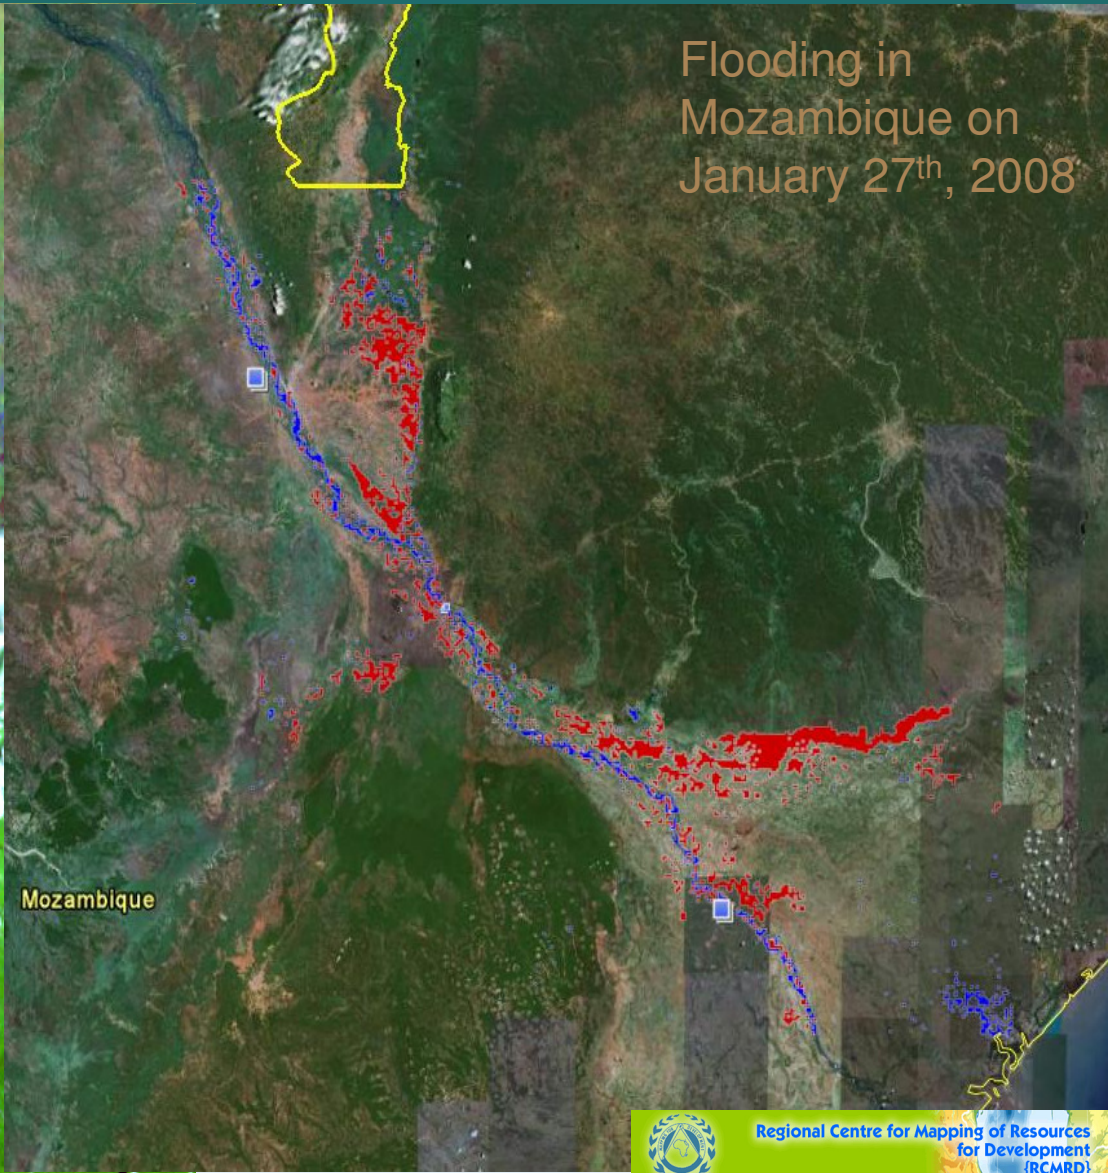 Flooding in
Mozambique on
January 27th, 2008
Mozambique
Regional Centre for Mapping of Resources
for Development
{RCMRD}